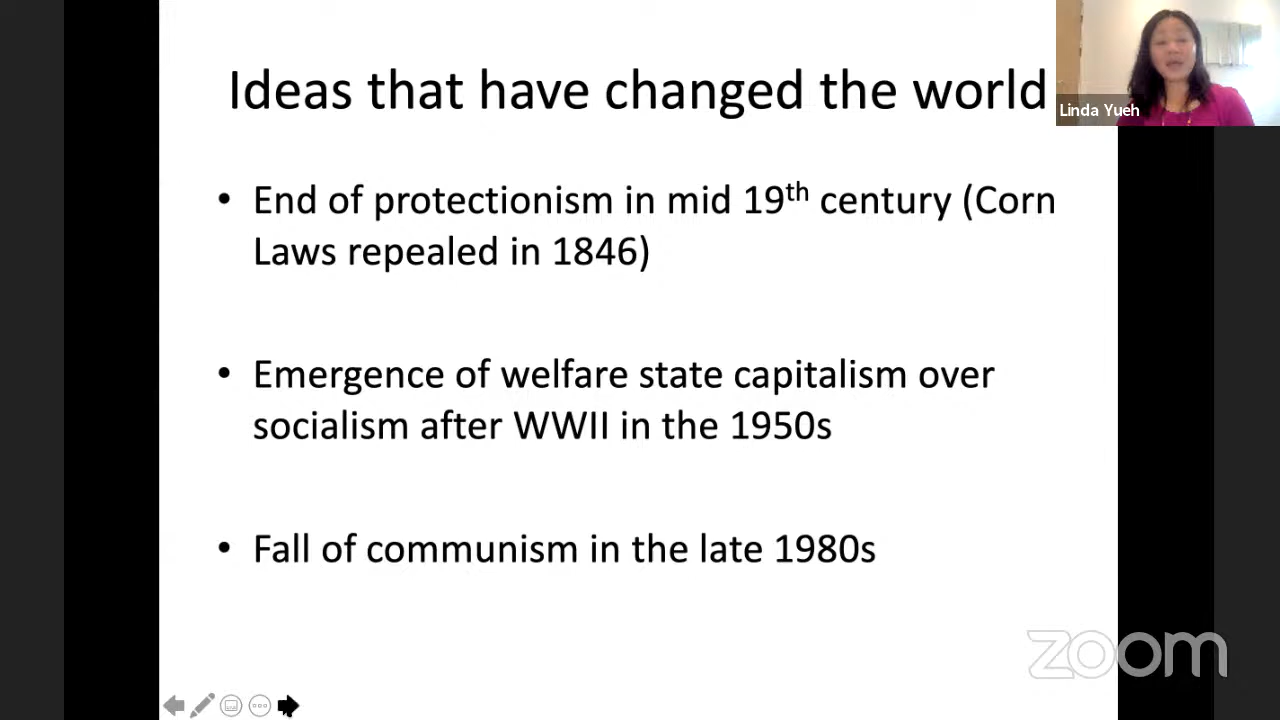 Ideas that have changed the world
Linda Yueh
• End of protectionism in mid 19th century (Corn
Laws repealed in 1846)
• Emergence of welfare state capitalism over
socialism after WWII in the 1950s
• Fall of communism in the late 1980s
zoom